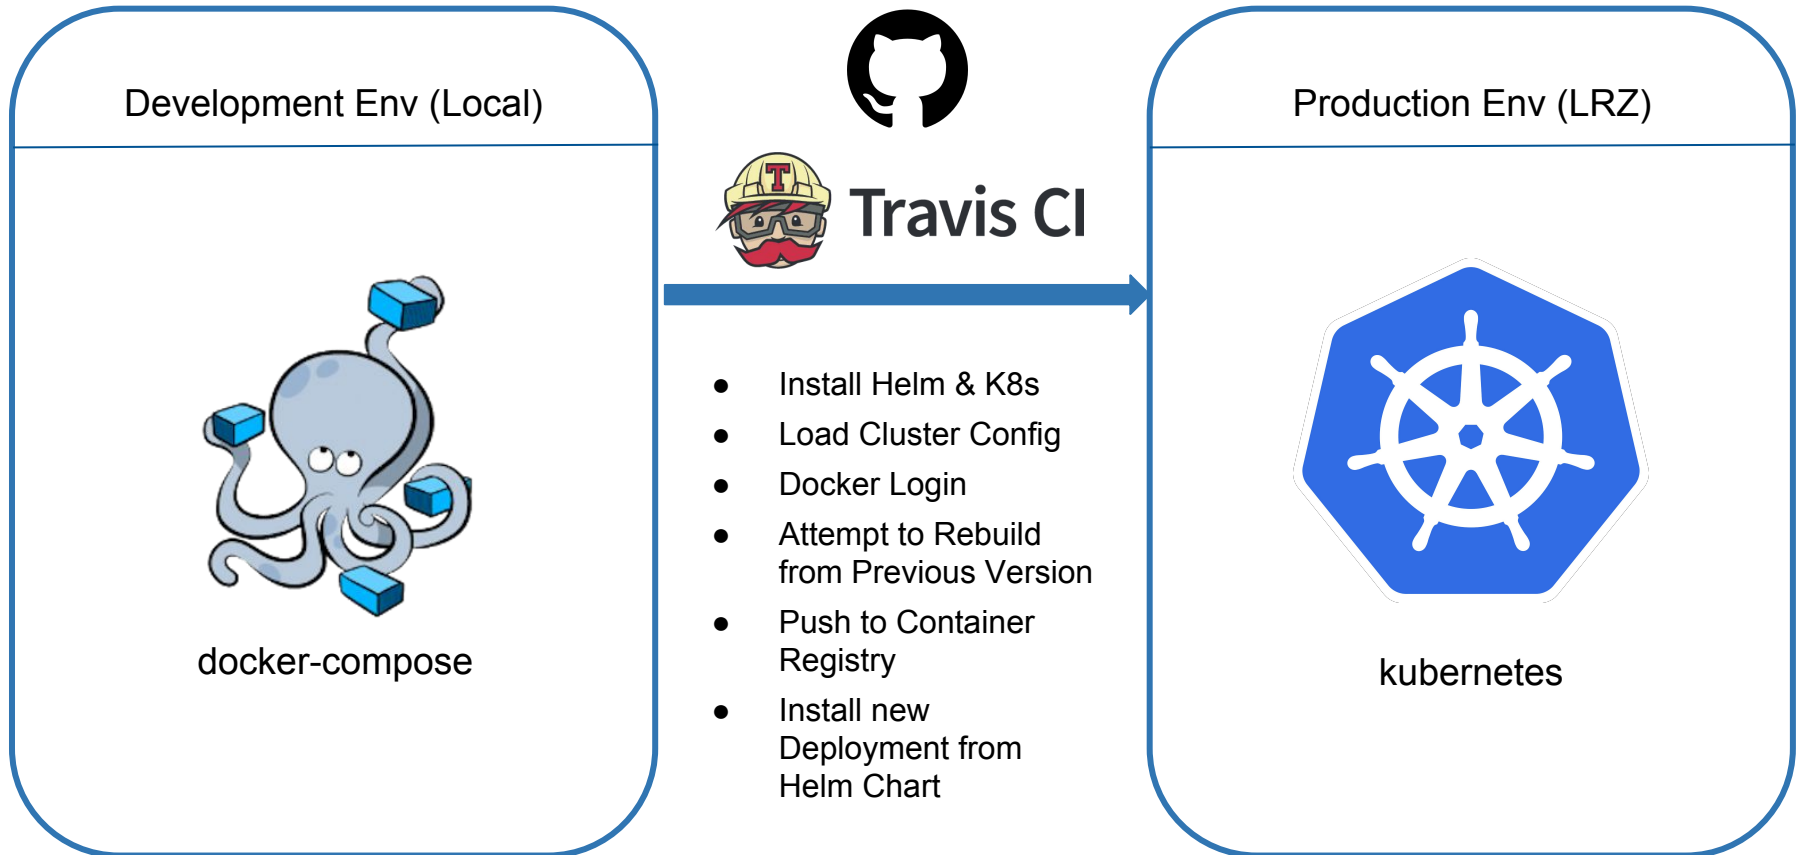 Development Env (Local)
docker-compose
T
Travis CI
● Install Helm & K8s
● Load Cluster Config
● Docker Login
● Attempt to Rebuild
from Previous Version
● Push to Container
Registry
● Install new
Deployment from
Helm Chart
Production Env (LRZ)
kubernetes